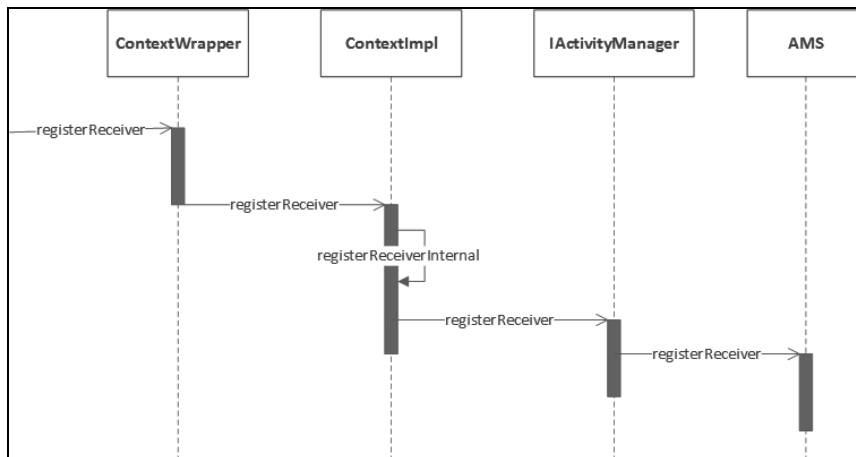 ContextWrapper
ContextImpl
IActivityManager
AMS
registerReceiver
registerReceiver
registerReceiverInternal
registerReceiver
registerReceiver